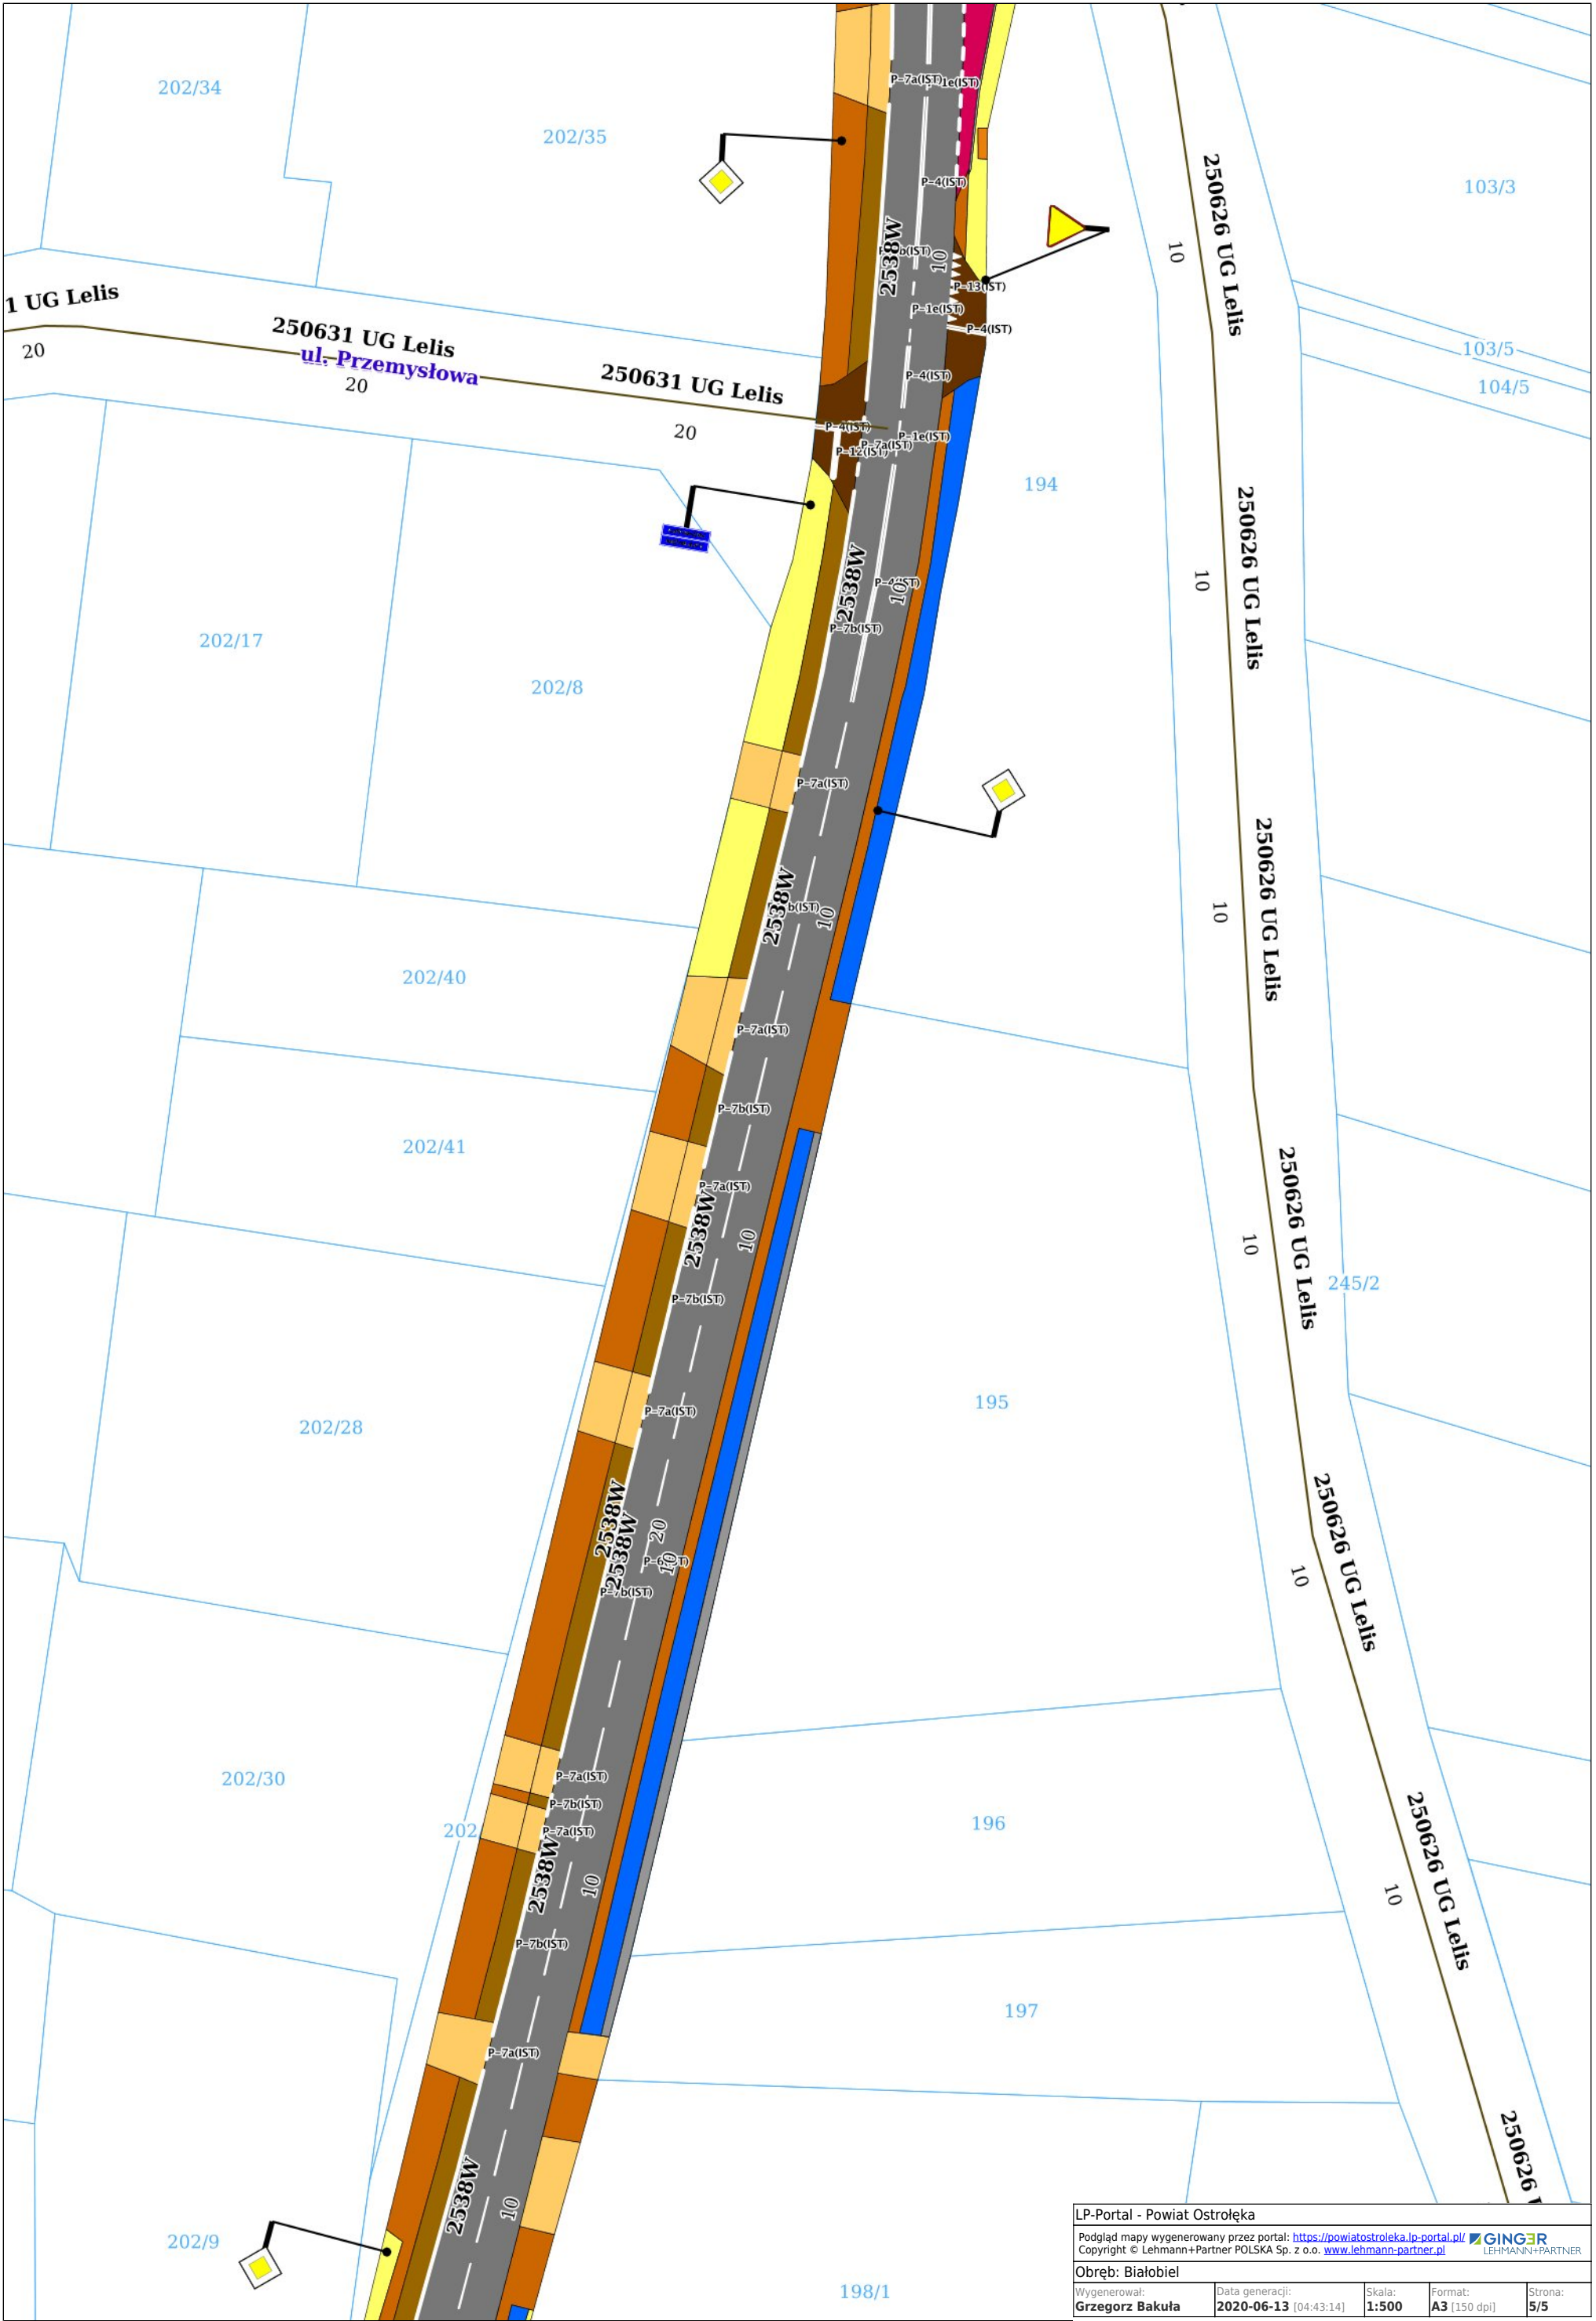 202/34
202/35
P-7a(IST)
1e(IST)
P-4(IST)
103/3
250626 UG Lelis
10
2538W
b(IST)
10
P-13(IST)
P-1e(IST)
P-4(IST)
1 UG Lelis
20
250631 UG Lelis
ul. Przemysłowa
20
250631 UG Lelis
20
103/5
104/5
P-4(IST)
P-4(IST)
P-1e(IST)
P-7a(IST)
P-12(IST)
194
250626 UG Lelis
10
2538W
P-4(IST)
10
P-7b(IST)
202/17
202/8
P-7a(IST)
250626 UG Lelis
10
2538W
b(IST)
10
202/40
P-7a(IST)
P-7b(IST)
202/41
P-7a(IST)
2538W
10
250626 UG Lelis
10
245/2
P-7b(IST)
195
P-7a(IST)
202/28
2538W
2538W
20
10
P-7b(IST)
250626 UG Lelis
10
202/30
P-7a(IST)
P-7b(IST)
202
P-7a(IST)
196
2538W
10
250626 UG Lelis
10
P-7b(IST)
197
P-7a(IST)
2538W
10
250626 U
202/9
198/1
LP-Portal - Powiat Ostrołęka
Podgląd mapy wygenerowany przez portal: https://powiatostroleka.lp-portal.pl/
Copyright © Lehmann+Partner POLSKA Sp. z o.o. www.lehmann-partner.pl
GINGER
LEHMANN+PARTNER
Obręb: Białobiel
Wygenerował: Data generacji: Skala: Format: Strona:
Grzegorz Bakuła 2020-06-13 [04:43:14] 1:500 A3 [150 dpi] 5/5